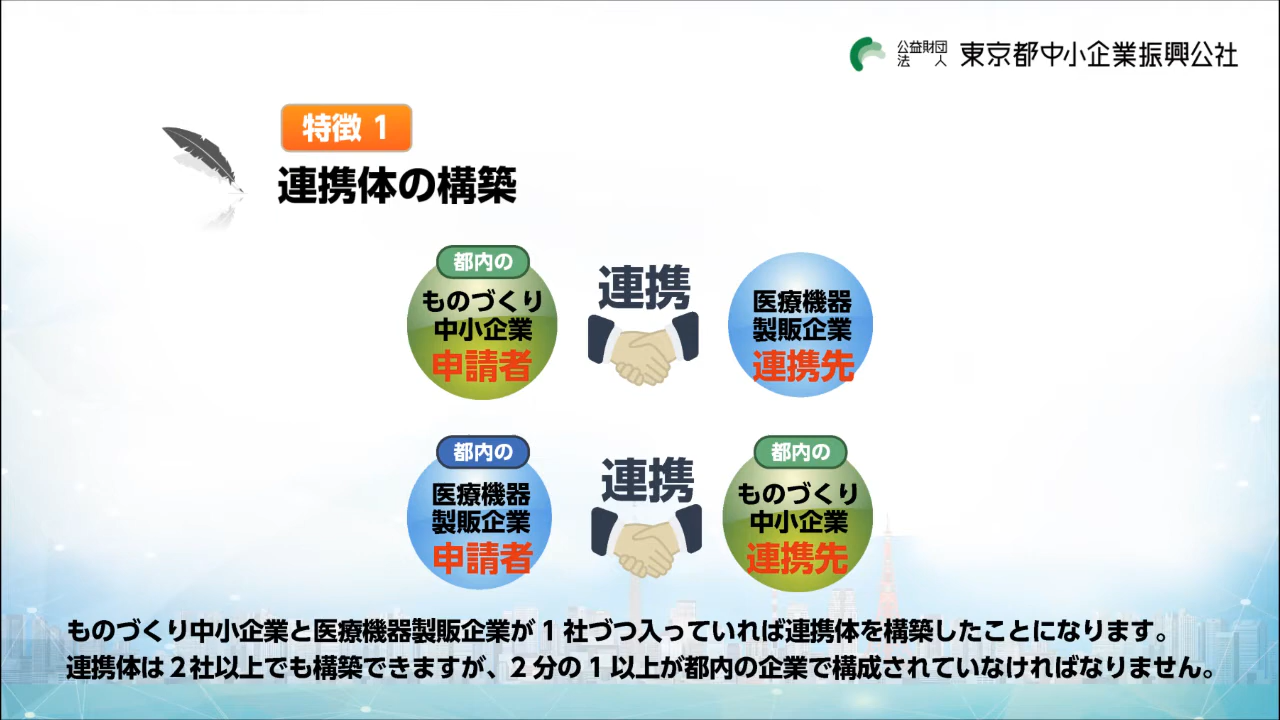 公益財団法人 東京都中小企業振興公社
特徴 1
連携体の構築
都内の
ものづくり
中小企業
申請者
連携
医療機器
製販企業
連携先
都内の
医療機器
製販企業
申請者
連携
都内の
ものづくり
中小企業
連携先
ものづくり中小企業と医療機器製販企業が１社づつ入っていれば連携体を構築したことになります。
連携体は２社以上でも構築できますが、２分の１以上が都内の企業で構成されていなければなりません。